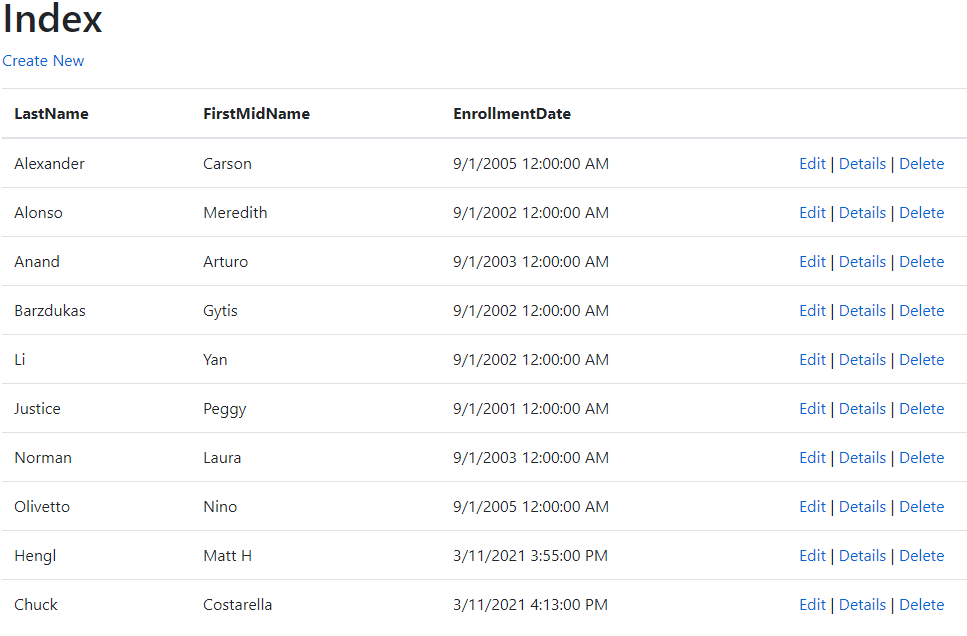 Index
Create New
LastName FirstMidName EnrollmentDate
Alexander Carson 9/1/2005 12:00:00 AM Edit | Details | Delete
Alonso Meredith 9/1/2002 12:00:00 AM Edit | Details | Delete
Anand Arturo 9/1/2003 12:00:00 AM Edit | Details | Delete
Barzdukas Gytis 9/1/2002 12:00:00 AM Edit | Details | Delete
Li Yan 9/1/2002 12:00:00 AM Edit | Details | Delete
Justice Peggy 9/1/2001 12:00:00 AM Edit | Details | Delete
Norman Laura 9/1/2003 12:00:00 AM Edit | Details | Delete
Olivetto Nino 9/1/2005 12:00:00 AM Edit | Details | Delete
Hengl Matt H 3/11/2021 3:55:00 PM Edit | Details | Delete
Chuck Costarella 3/11/2021 4:13:00 PM Edit | Details | Delete